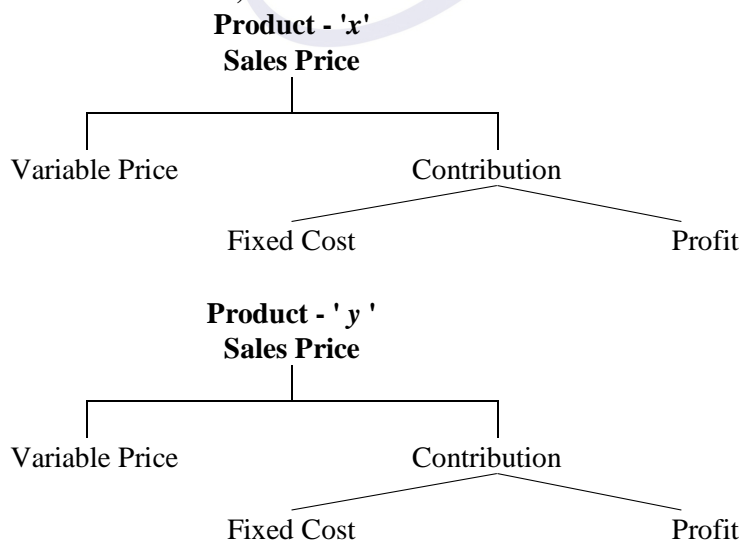 Product - 'x'
Sales Price
Variable Price Contribution
Fixed Cost Profit
Product - ' y '
Sales Price
Variable Price Contribution
Fixed Cost Profit